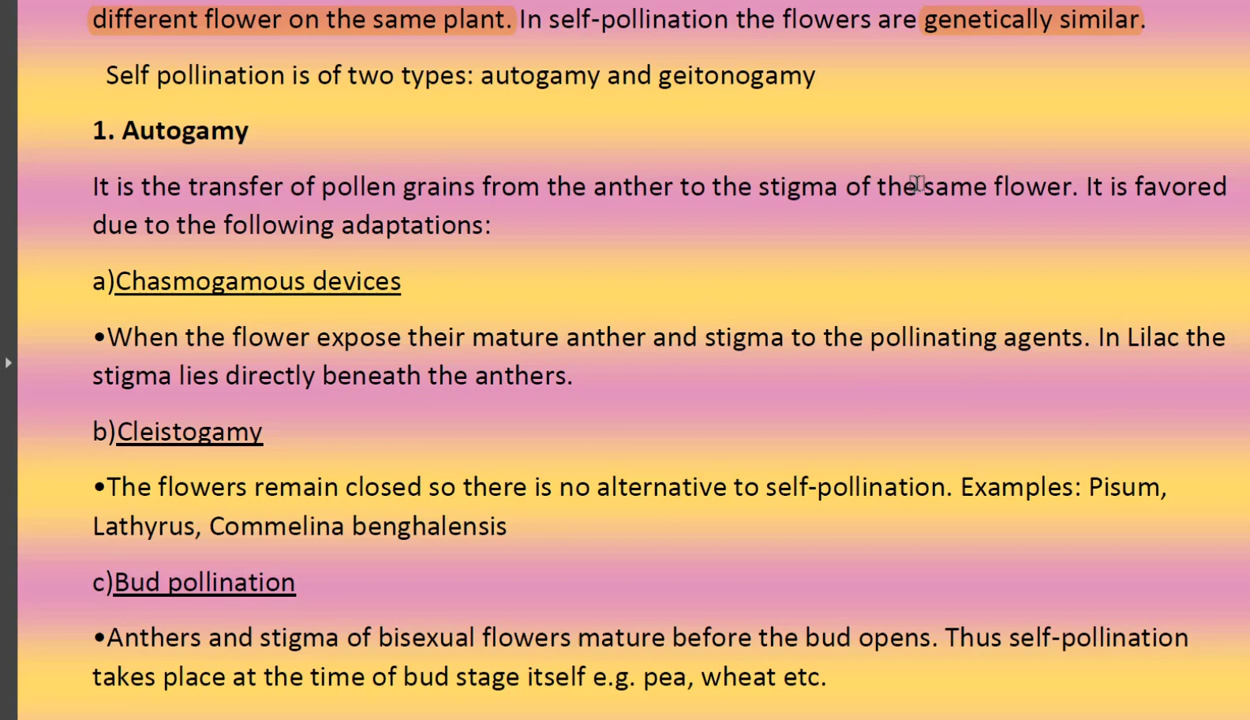 different flower on the same plant. In self-pollination the flowers are genetically similar.
Self pollination is of two types: autogamy and geitonogamy
1. Autogamy
It is the transfer of pollen grains from the anther to the stigma of the same flower. It is favored
due to the following adaptations:
a)Chasmogamous devices
•When the flower expose their mature anther and stigma to the pollinating agents. In Lilac the
stigma lies directly beneath the anthers.
b)Cleistogamy
•The flowers remain closed so there is no alternative to self-pollination. Examples: Pisum,
Lathyrus, Commelina benghalensis
c)Bud pollination
•Anthers and stigma of bisexual flowers mature before the bud opens. Thus self-pollination
takes place at the time of bud stage itself e.g. pea, wheat etc.